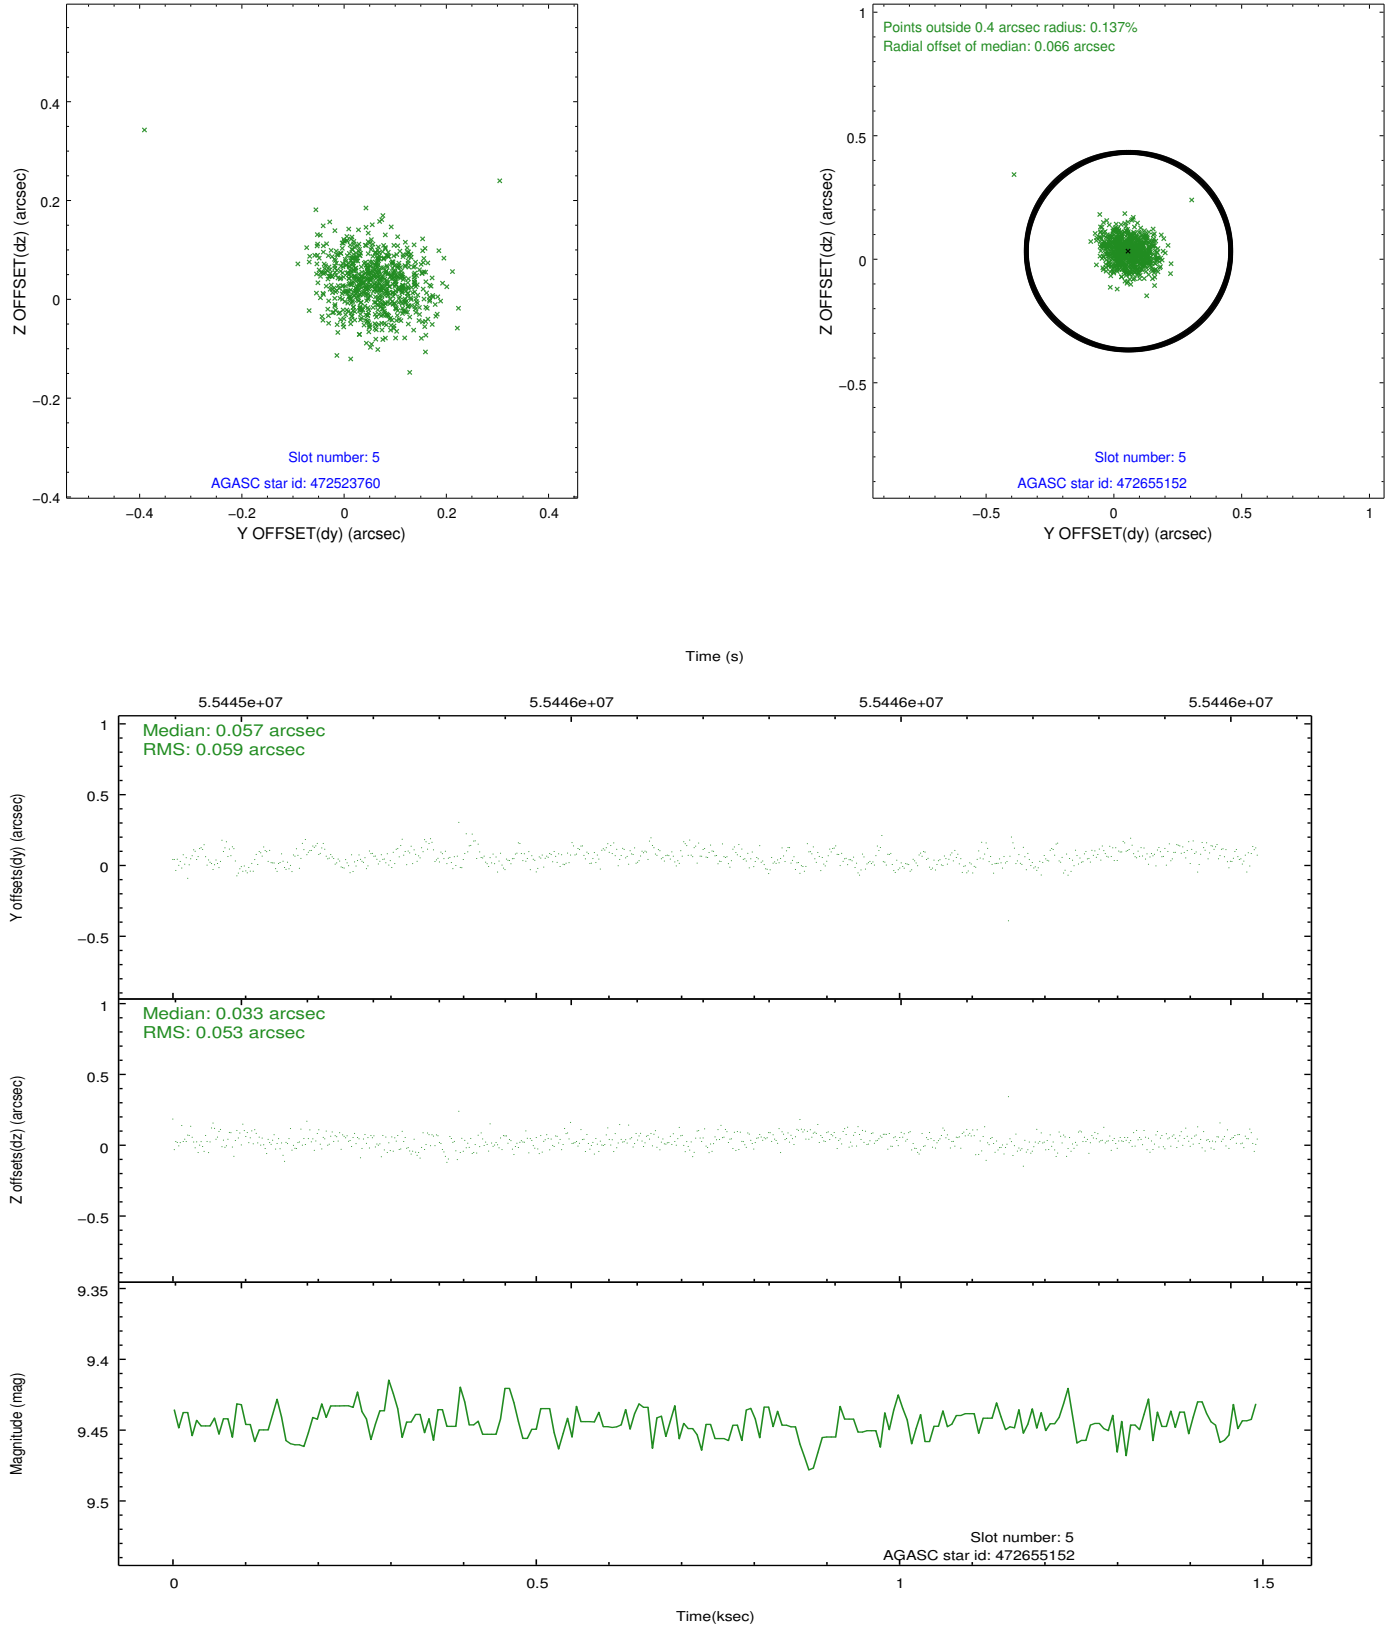 0.4
0.2
0
−0.2
−0.4
Z OFFSET(dz) (arcsec)
Slot number: 5
AGASC star id: 472523760
−0.4 −0.2 0 0.2 0.4
Y OFFSET(dy) (arcsec)
Points outside 0.4 arcsec radius: 0.137%
Radial offset of median: 0.066 arcsec
1
0.5
0
−0.5
Z OFFSET(dz) (arcsec)
Slot number: 5
AGASC star id: 472655152
−0.5 0 0.5 1
Y OFFSET(dy) (arcsec)
Time (s)
5.5445e+07 5.5446e+07 5.5446e+07 5.5446e+07
Median: 0.057 arcsec
RMS: 0.059 arcsec
1
0.5
0
−0.5
Y offsets(dy) (arcsec)
Median: 0.033 arcsec
RMS: 0.053 arcsec
1
0.5
0
−0.5
Z offsets(dz) (arcsec)
9.35
9.4
9.45
9.5
Magnitude (mag)
Slot number: 5
AGASC star id: 472655152
0 0.5 1 1.5
Time(ksec)